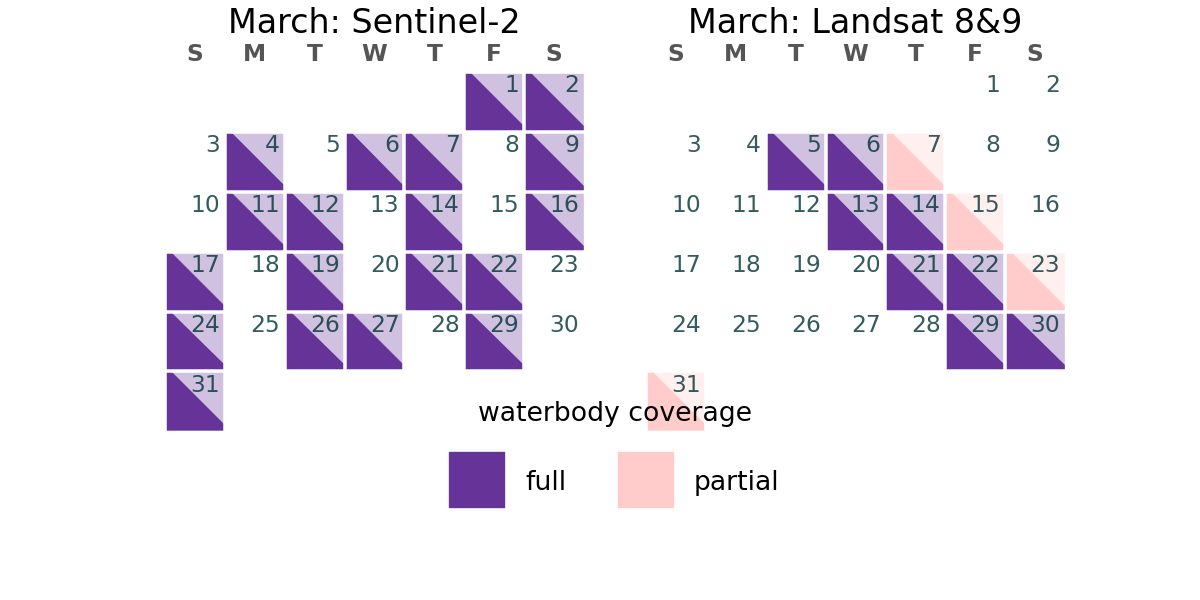 March: Sentinel-2
S M T W T F S
1 2
3 4 5 6 7 8 9
10 11 12 13 14 15 16
17 18 19 20 21 22 23
24 25 26 27 28 29 30
31
March: Landsat 8&9
S M T W T F S
1 2
3 4 5 6 7 8 9
10 11 12 13 14 15 16
17 18 19 20 21 22 23
24 25 26 27 28 29 30
31
waterbody coverage
full
partial